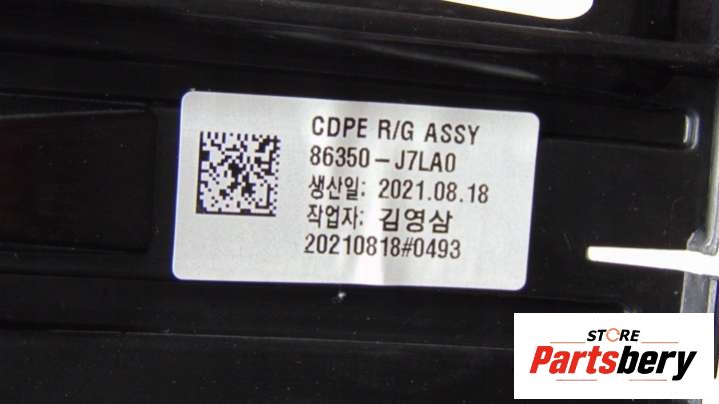 CDPE R/G ASSY
86350-J7LA0
생산일: 2021.08.18
작업자: 김영삼
20210818#0493
STORE
Partsbery